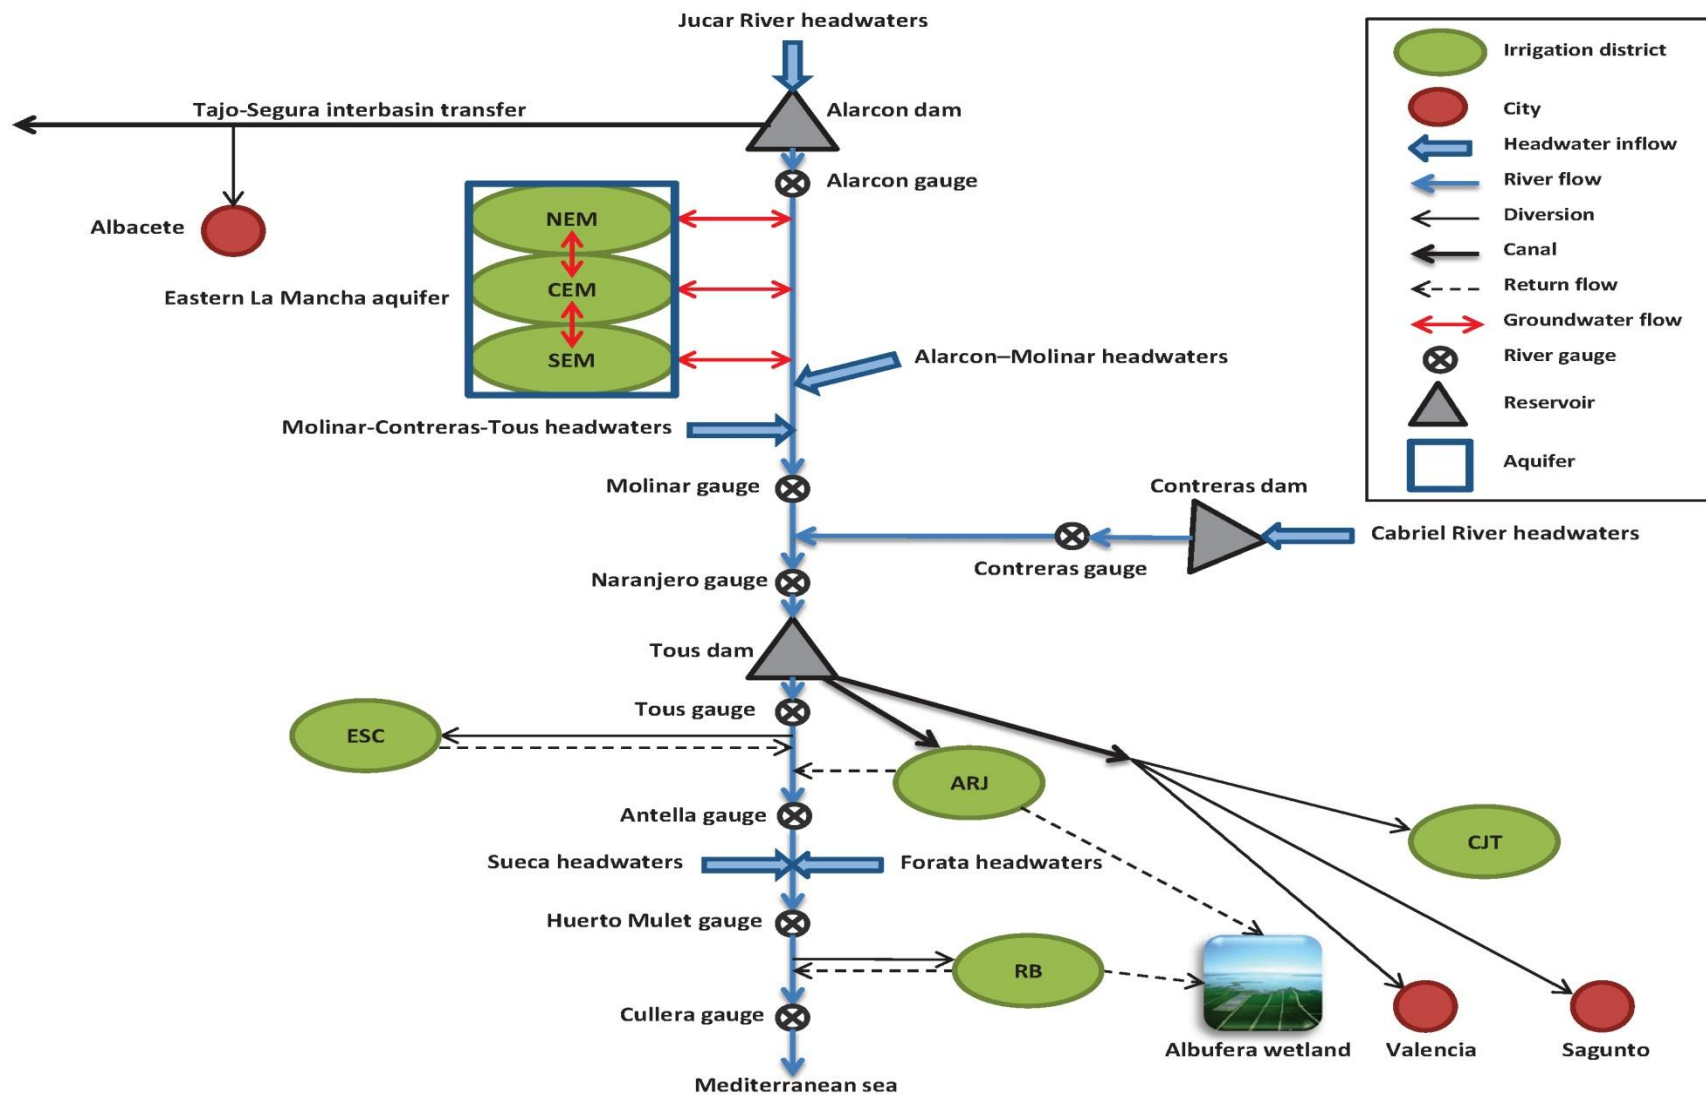 Jucar River headwaters
Tajo-Segura interbasin transfer
Alarcon dam
Alarcon gauge
Albacete
NEM
CEM
SEM
Eastern La Mancha aquifer
Alarcon–Molinar headwaters
Molinar-Contreras-Tous headwaters
Molinar gauge
Contreras dam
Cabriel River headwaters
Contreras gauge
Naranjero gauge
Tous dam
Tous gauge
ESC
ARJ
Antella gauge
CJT
Sueca headwaters
Forata headwaters
Huerto Mulet gauge
RB
Cullera gauge
Albufera wetland
Valencia
Sagunto
Mediterranean sea
Irrigation district
City
Headwater inflow
River flow
Diversion
Canal
Return flow
Groundwater flow
River gauge
Reservoir
Aquifer